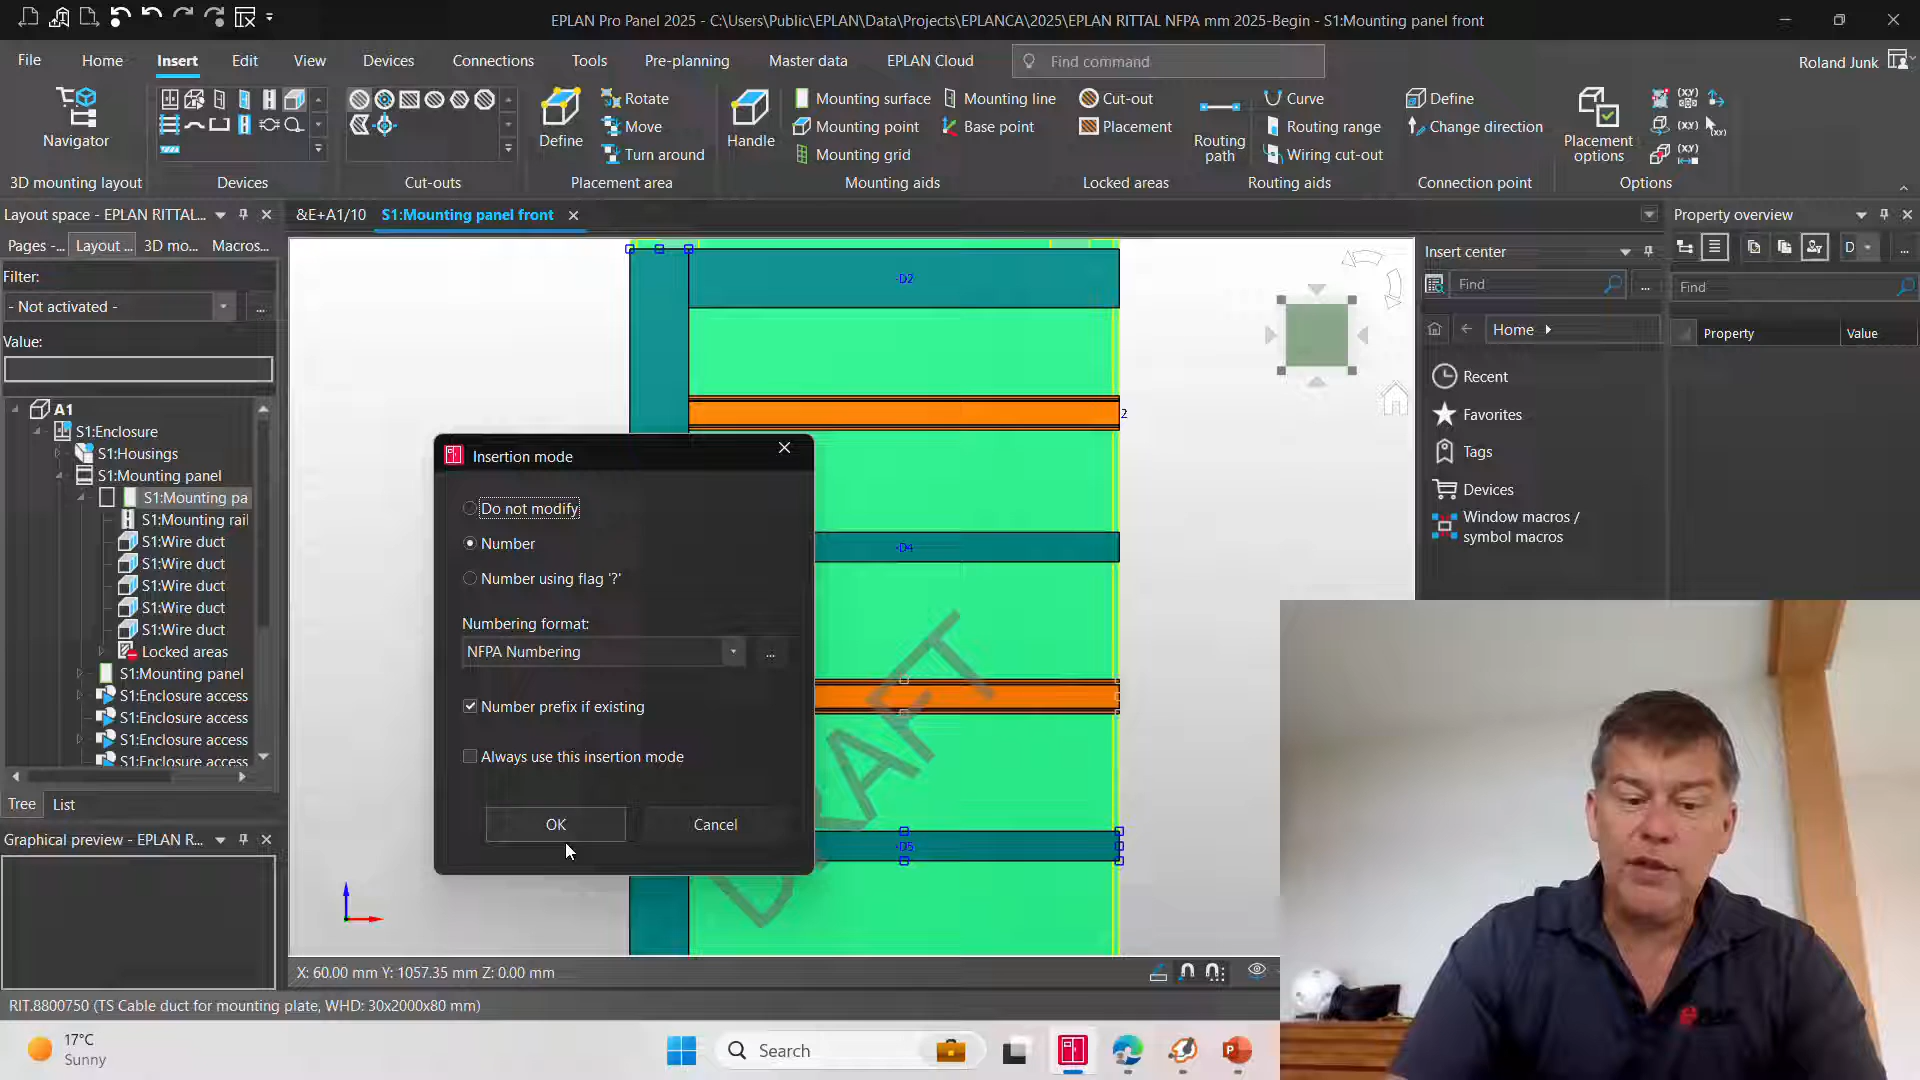 EPLAN Pro Panel 2025 - C:\Users\Public\EPLAN\Data\Projects\EPLANCA\2025\EPLAN RITTAL NFPA mm 2025-Begin - S1:Mounting panel front
File Home Insert Edit View Devices Connections Tools Pre-planning Master data EPLAN Cloud Find command Roland Junk
Rotate Mounting surface Mounting line Cut-out Curve Define
Move Mounting point Base point Placement Routing range Change direction
Navigator Define Handle Routing path Placement options
Turn around Mounting grid Wiring cut-out
3D mounting layout Devices Cut-outs Placement area Mounting aids Locked areas Routing aids Connection point Options
Layout space - EPLAN RITTAL... &E+A1/10 S1:Mounting panel front Property overview
Pages -... Layout ... 3D mo... Macros... Insert center D
Filter: Find ... Find
- Not activated - ... Home Property Value
Value:
A1
S1:Enclosure
S1:Housings
S1:Mounting panel
S1:Mounting pa
S1:Mounting rail
S1:Wire duct
S1:Wire duct
S1:Wire duct
S1:Wire duct
S1:Wire duct
Locked areas
S1:Mounting panel
S1:Enclosure access
S1:Enclosure access
S1:Enclosure access
S1:Enclosure access
Tree List
Graphical preview - EPLAN R...
-D2
2
-D4
-D5
DRAFT
Insertion mode
Do not modify
Number
Number using flag '?'
Numbering format:
NFPA Numbering ...
Number prefix if existing
Always use this insertion mode
OK Cancel
Recent
Favorites
Tags
Devices
Window macros /
symbol macros
X: 60.00 mm Y: 1057.35 mm Z: 0.00 mm
RIT.8800750 (TS Cable duct for mounting plate, WHD: 30x2000x80 mm)
17°C
Sunny
Search